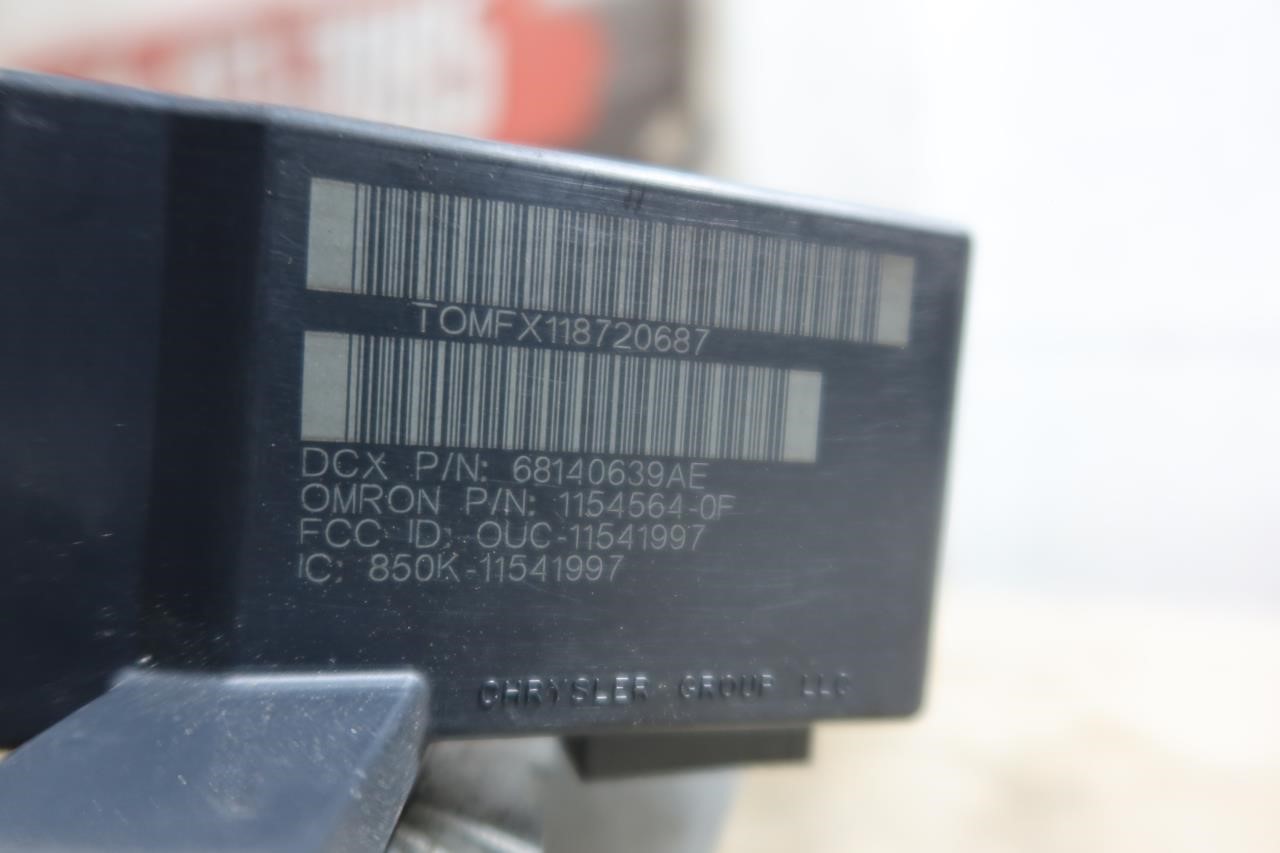 TOMFX118720687
DCX P/N: 68140639AE
OMRON P/N: 1154564-0F
FCC ID: OUC-11541997
IC: 850K-11541997
CHRYSLER GROUP LLC